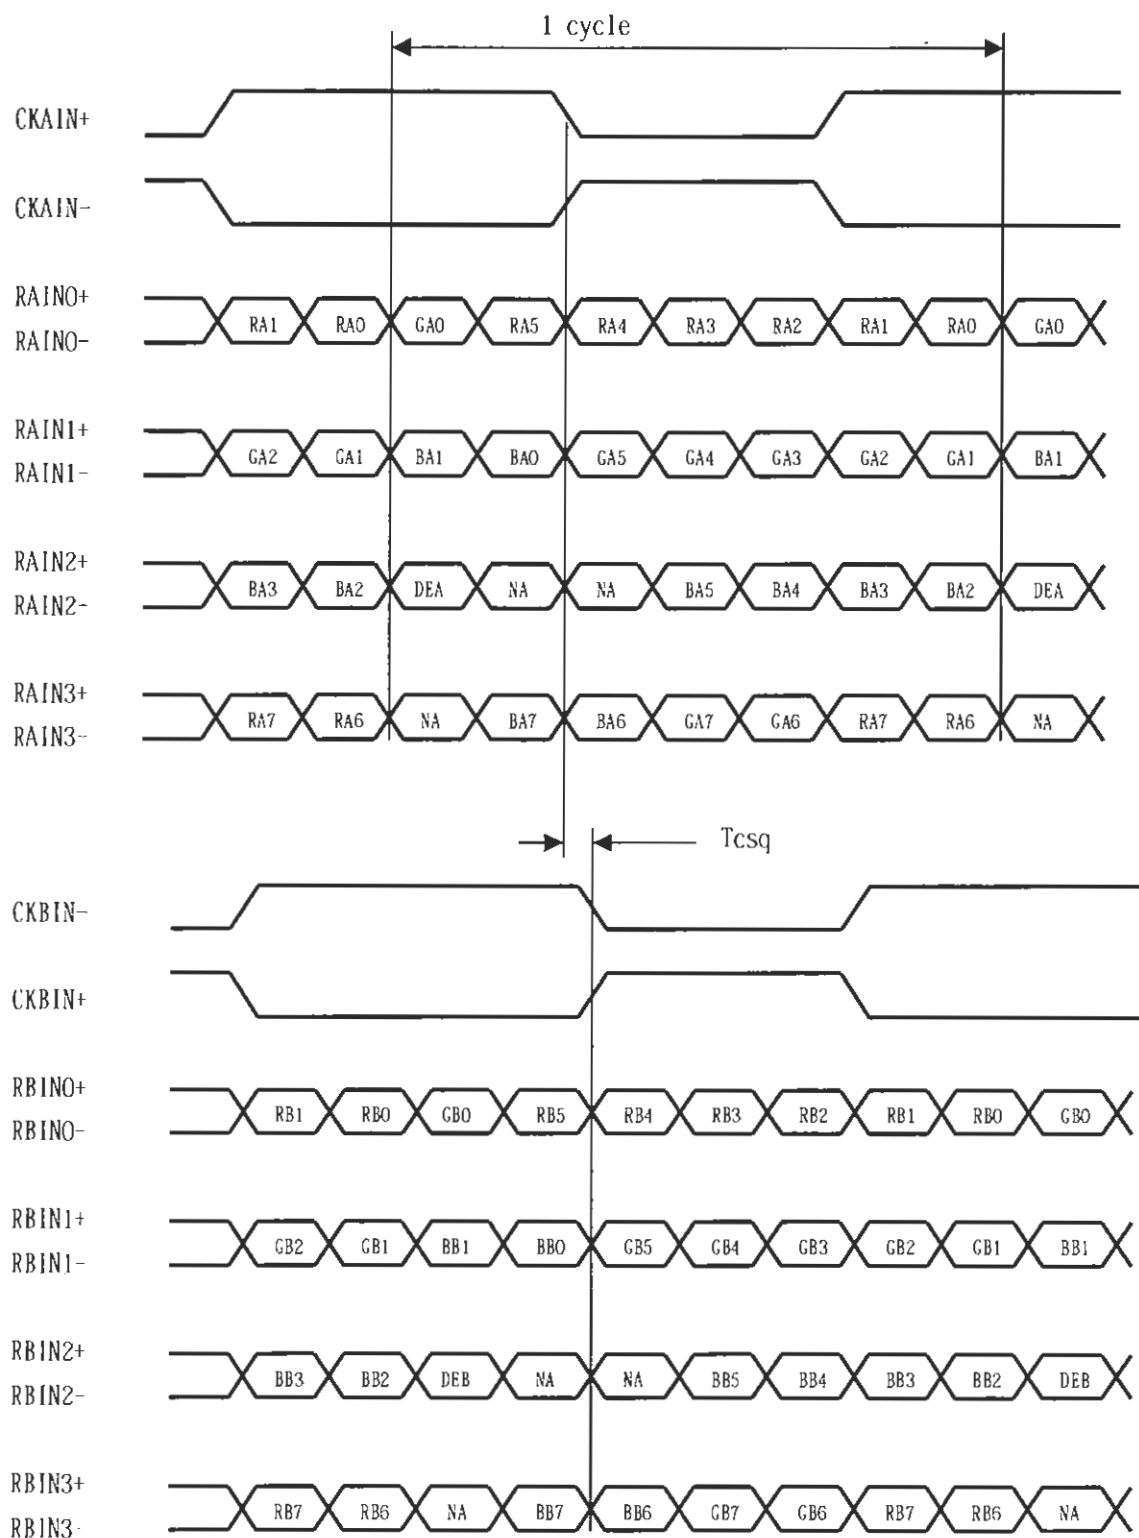 1 cycle
CKAIN+
CKAIN-
RAIN0+
RA1 RA0 GA0 RA5 RA4 RA3 RA2 RA1 RA0 GA0
RAIN0-
RAIN1+
GA2 GA1 BA1 BA0 GA5 GA4 GA3 GA2 GA1 BA1
RAIN1-
RAIN2+
BA3 BA2 DEA NA NA BA5 BA4 BA3 BA2 DEA
RAIN2-
RAIN3+
RA7 RA6 NA BA7 BA6 GA7 GA6 RA7 RA6 NA
RAIN3-
Tcsq
CKBIN-
CKBIN+
RBIN0+
RB1 RB0 GB0 RB5 RB4 RB3 RB2 RB1 RB0 GB0
RBIN0-
RBIN1+
GB2 GB1 BB1 BB0 GB5 GB4 GB3 GB2 GB1 BB1
RBIN1-
RBIN2+
BB3 BB2 DEB NA NA BB5 BB4 BB3 BB2 DEB
RBIN2-
RBIN3+
RB7 RB6 NA BB7 BB6 GB7 GB6 RB7 RB6 NA
RBIN3-